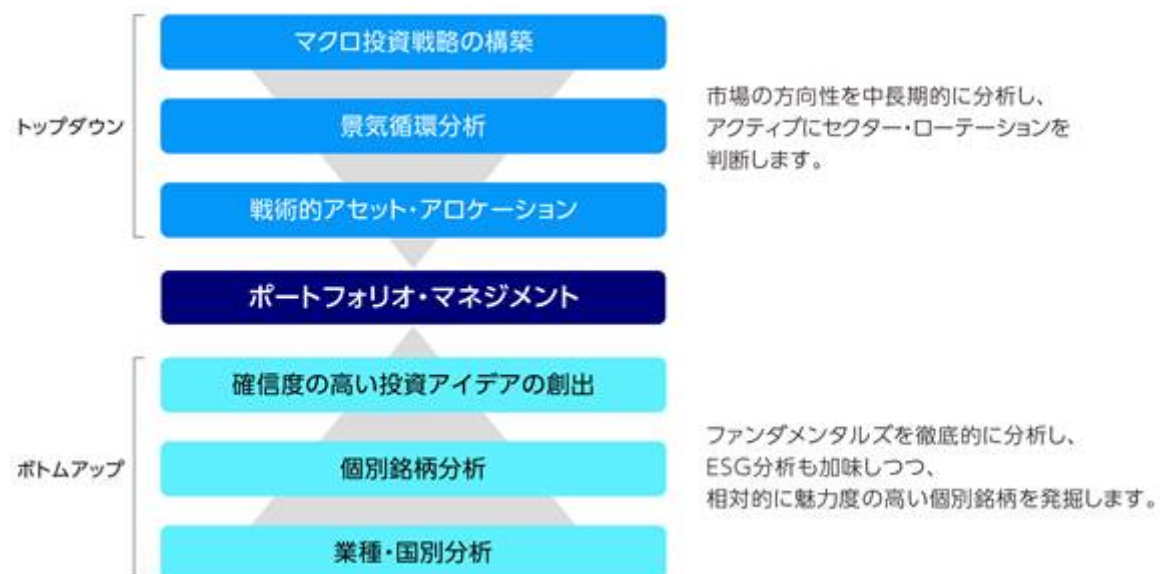 トップダウン
マクロ投資戦略の構築
景気循環分析
戦術的アセット・アロケーション
市場の方向性を中長期的に分析し、
アクティブにセクター・ローテーションを
判断します。
ポートフォリオ・マネジメント
ボトムアップ
確信度の高い投資アイデアの創出
個別銘柄分析
業種・国別分析
ファンダメンタルズを徹底的に分析し、
ESG分析も加味しつつ、
相対的に魅力度の高い個別銘柄を発掘します。